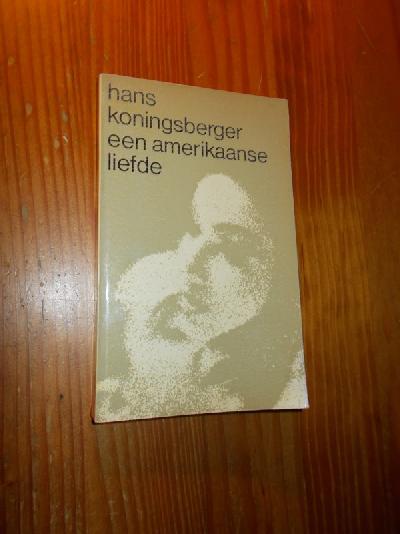 hans
koningsberger
een amerikaanse
liefde